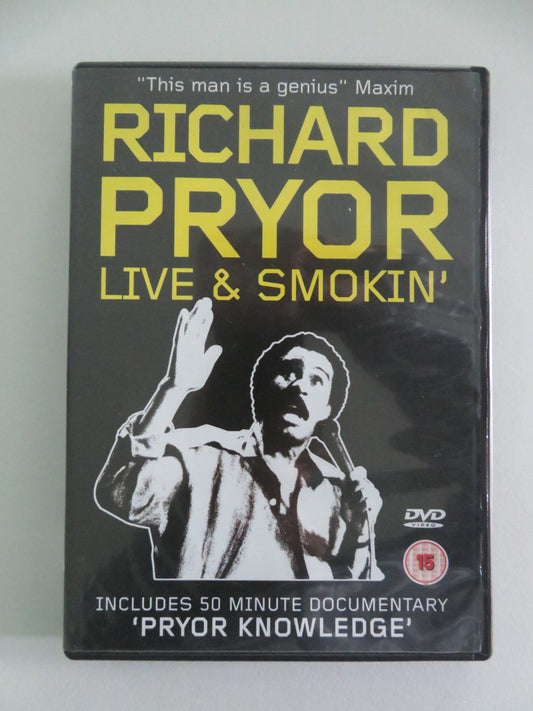 "This man is a genius" Maxim
RICHARD
PRYOR
LIVE & SMOKIN'
DVD
VIDEO
15
INCLUDES 50 MINUTE DOCUMENTARY
'PRYOR KNOWLEDGE'